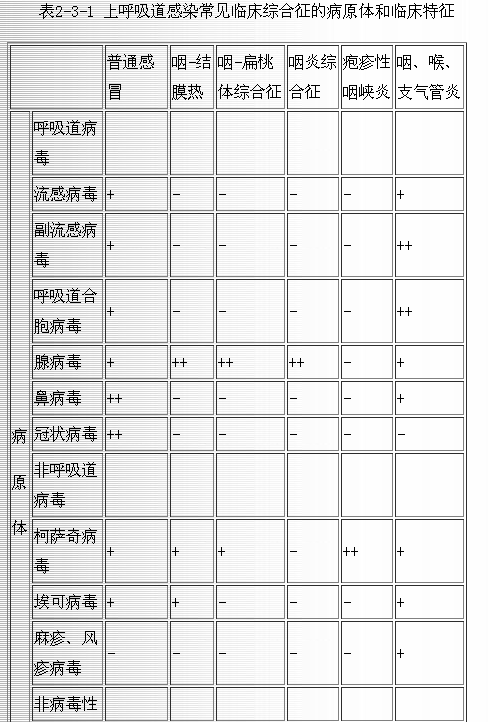 表2-3-1 上呼吸道感染常见临床综合征的病原体和临床特征
普通感冒 咽-结膜热 咽-扁桃体综合征 咽炎综合征 疱疹性咽峡炎 咽、喉、支气管炎
病原体
呼吸道病毒
流感病毒 + - - - - +
副流感病毒 + - - - - ++
呼吸道合胞病毒 + - - - - ++
腺病毒 + ++ ++ ++ - +
鼻病毒 ++ - - - - +
冠状病毒 ++ - - - - -
非呼吸道病毒
柯萨奇病毒 + + + - ++ +
埃可病毒 + + - - - +
麻疹、风疹病毒 - - - - - +
非病毒性